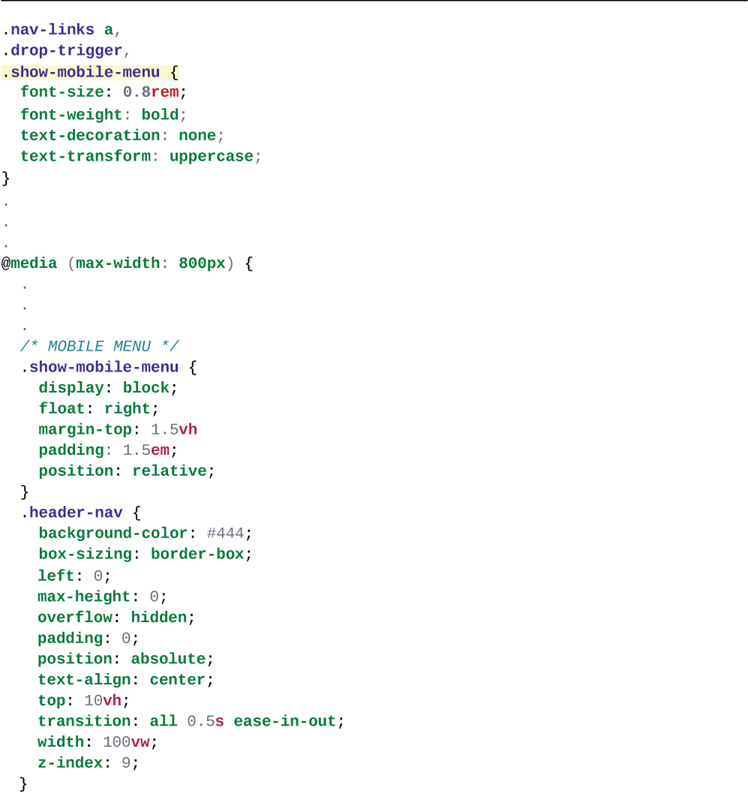 .nav-links a,
.drop-trigger,
.show-mobile-menu {
  font-size: 0.8rem;
  font-weight: bold;
  text-decoration: none;
  text-transform: uppercase;
}
.
.
.
@media (max-width: 800px) {
  .
  .
  .
  /* MOBILE MENU */
  .show-mobile-menu {
    display: block;
    float: right;
    margin-top: 1.5vh
    padding: 1.5em;
    position: relative;
  }
  .header-nav {
    background-color: #444;
    box-sizing: border-box;
    left: 0;
    max-height: 0;
    overflow: hidden;
    padding: 0;
    position: absolute;
    text-align: center;
    top: 10vh;
    transition: all 0.5s ease-in-out;
    width: 100vw;
    z-index: 9;
  }